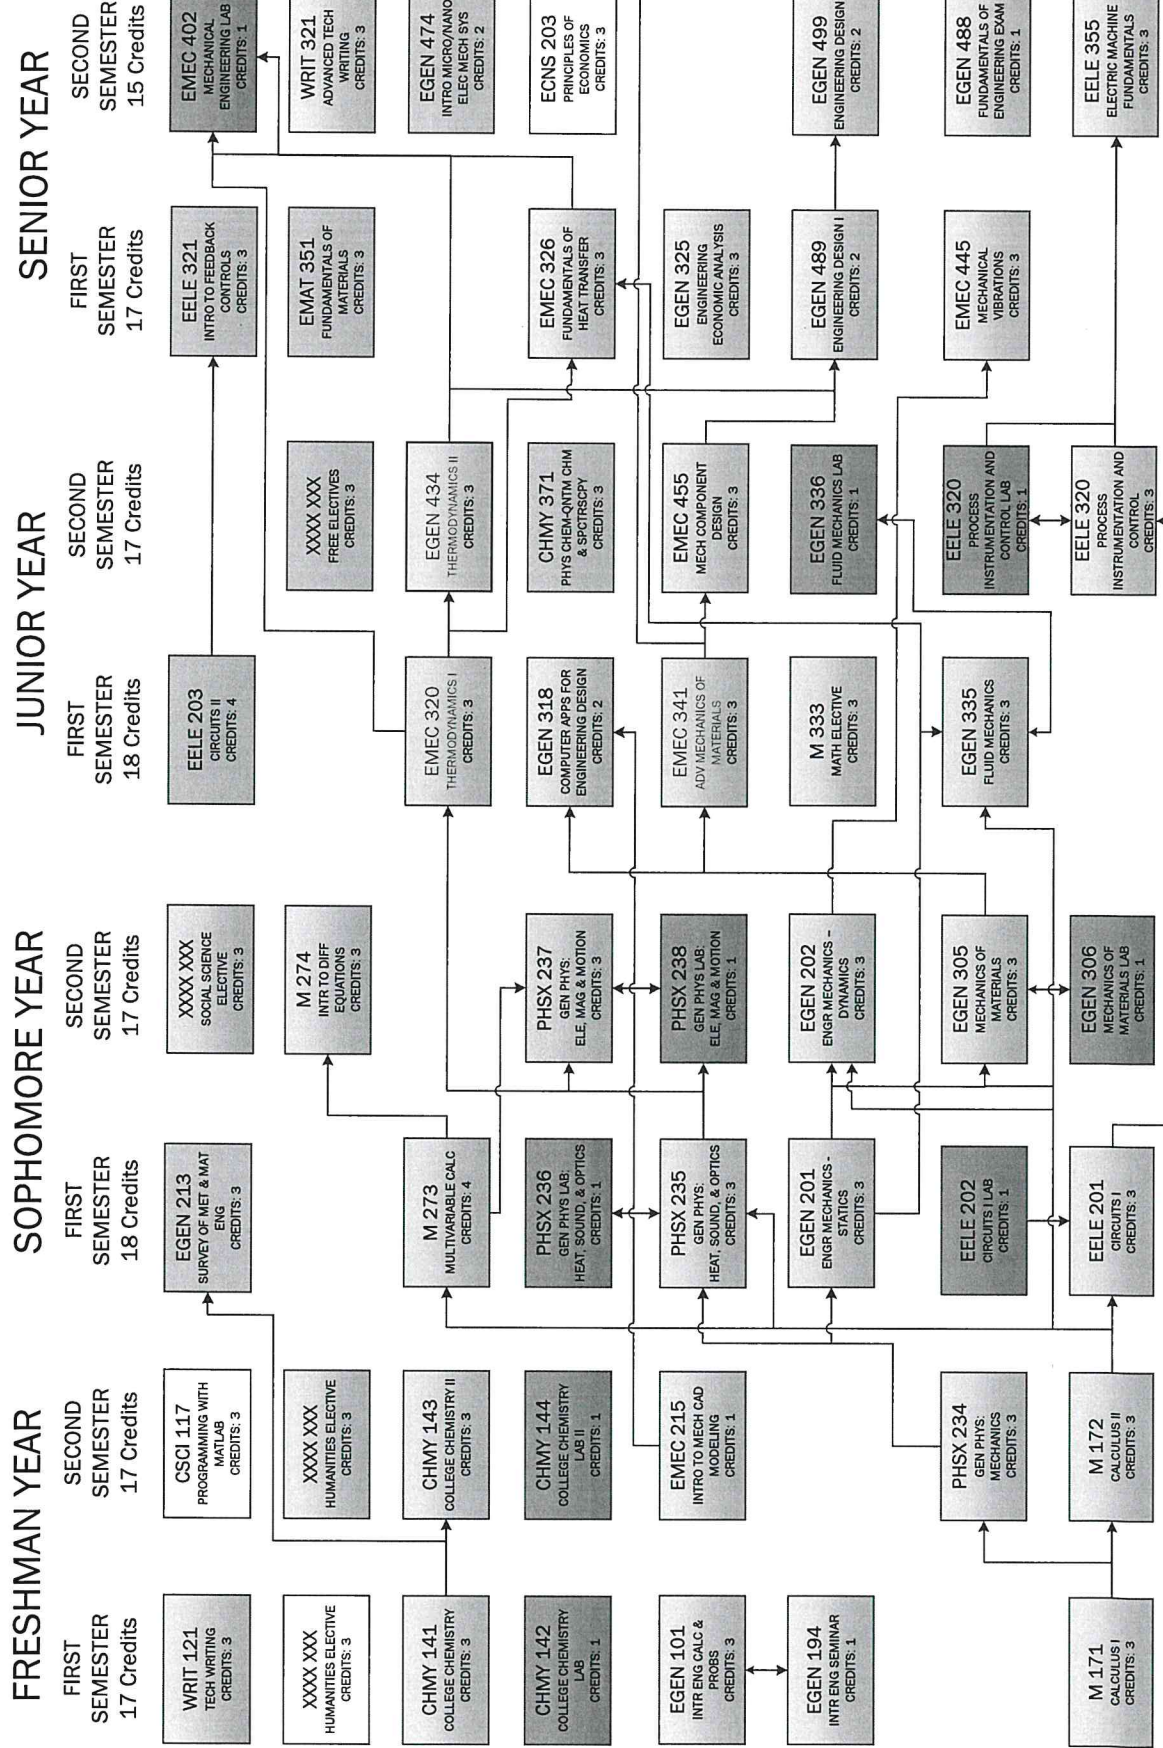 FRESHMAN YEAR
FIRST
SEMESTER
17 Credits
WRIT 121
TECH WRITING
CREDITS: 3
XXXX XXX
HUMANITIES ELECTIVE
CREDITS: 3
CHMY 141
COLLEGE CHEMISTRY
CREDITS: 3
CHMY 142
COLLEGE CHEMISTRY
LAB
CREDITS: 1
EGEN 101
INTR ENG CALC &
PROBS
CREDITS: 3
EGEN 194
INTR ENG SEMINAR
CREDITS: 1
M 171
CALCULUS I
CREDITS: 3
SECOND
SEMESTER
17 Credits
CSCI 117
PROGRAMMING WITH
MATLAB
CREDITS: 3
XXXX XXX
HUMANITIES ELECTIVE
CREDITS: 3
CHMY 143
COLLEGE CHEMISTRY II
CREDITS: 3
CHMY 144
COLLEGE CHEMISTRY
LAB II
CREDITS: 1
EMEC 215
INTRO TO MECH CAD
MODELING
CREDITS: 1
PHSX 234
GEN PHYS:
MECHANICS
CREDITS: 3
M 172
CALCULUS II
CREDITS: 3
SOPHOMORE YEAR
FIRST
SEMESTER
18 Credits
EGEN 213
SURVEY OF MET & MAT
ENG
CREDITS: 3
M 273
MULTIVARIABLE CALC
CREDITS: 4
PHSX 236
GEN PHYS LAB:
HEAT, SOUND, & OPTICS
CREDITS: 1
PHSX 235
GEN PHYS:
HEAT, SOUND, & OPTICS
CREDITS: 3
EGEN 201
ENGR MECHANICS -
STATICS
CREDITS: 3
EELE 202
CIRCUITS I LAB
CREDITS: 1
EELE 201
CIRCUITS I
CREDITS: 3
SECOND
SEMESTER
17 Credits
XXXX XXX
SOCIAL SCIENCE
ELECTIVE
CREDITS: 3
M 274
INTR TO DIFF
EQUATIONS
CREDITS: 3
PHSX 237
GEN PHYS:
ELE, MAG & MOTION
CREDITS: 3
PHSX 238
GEN PHYS LAB:
ELE, MAG & MOTION
CREDITS: 1
EGEN 202
ENGR MECHANICS –
DYNAMICS
CREDITS: 3
EGEN 305
MECHANICS OF
MATERIALS
CREDITS: 3
EGEN 306
MECHANICS OF
MATERIALS LAB
CREDITS: 1
JUNIOR YEAR
FIRST
SEMESTER
18 Credits
EELE 203
CIRCUITS II
CREDITS: 4
EMEC 320
THERMODYNAMICS I
CREDITS: 3
EGEN 318
COMPUTER APPS FOR
ENGINEERING DESIGN
CREDITS: 2
EMEC 341
ADV MECHANICS OF
MATERIALS
CREDITS: 3
M 333
MATH ELECTIVE
CREDITS: 3
EGEN 335
FLUID MECHANICS
CREDITS: 3
SECOND
SEMESTER
17 Credits
XXXX XXX
FREE ELECTIVES
CREDITS: 3
EGEN 434
THERMODYNAMICS II
CREDITS: 3
CHMY 371
PHYS CHEM-QNTM CHM
& SPCTRSCPY
CREDITS: 3
EMEC 455
MECH COMPONENT
DESIGN
CREDITS: 3
EGEN 336
FLUID MECHANICS LAB
CREDITS: 1
EELE 320
PROCESS
INSTRUMENTATION AND
CONTROL LAB
CREDITS: 1
EELE 320
PROCESS
INSTRUMENTATION AND
CONTROL
CREDITS: 3
SENIOR YEAR
FIRST
SEMESTER
17 Credits
EELE 321
INTRO TO FEEDBACK
CONTROLS
CREDITS: 3
EMAT 351
FUNDAMENTALS OF
MATERIALS
CREDITS: 3
EMEC 326
FUNDAMENTALS OF
HEAT TRANSFER
CREDITS: 3
EGEN 325
ENGINEERING
ECONOMIC ANALYSIS
CREDITS: 3
EGEN 489
ENGINEERING DESIGN I
CREDITS: 2
EMEC 445
MECHANICAL
VIBRATIONS
CREDITS: 3
SECOND
SEMESTER
15 Credits
EMEC 402
MECHANICAL
ENGINEERING LAB
CREDITS: 1
WRIT 321
ADVANCED TECH
WRITING
CREDITS: 3
EGEN 474
INTRO MICRO/NANO
ELEC MECH SYS
CREDITS: 2
ECNS 203
PRINCIPLES OF
ECONOMICS
CREDITS: 3
EGEN 499
ENGINEERING DESIGN
CREDITS: 2
EGEN 488
FUNDAMENTALS OF
ENGINEERING EXAM
CREDITS: 1
EELE 355
ELECTRIC MACHINE
FUNDAMENTALS
CREDITS: 3